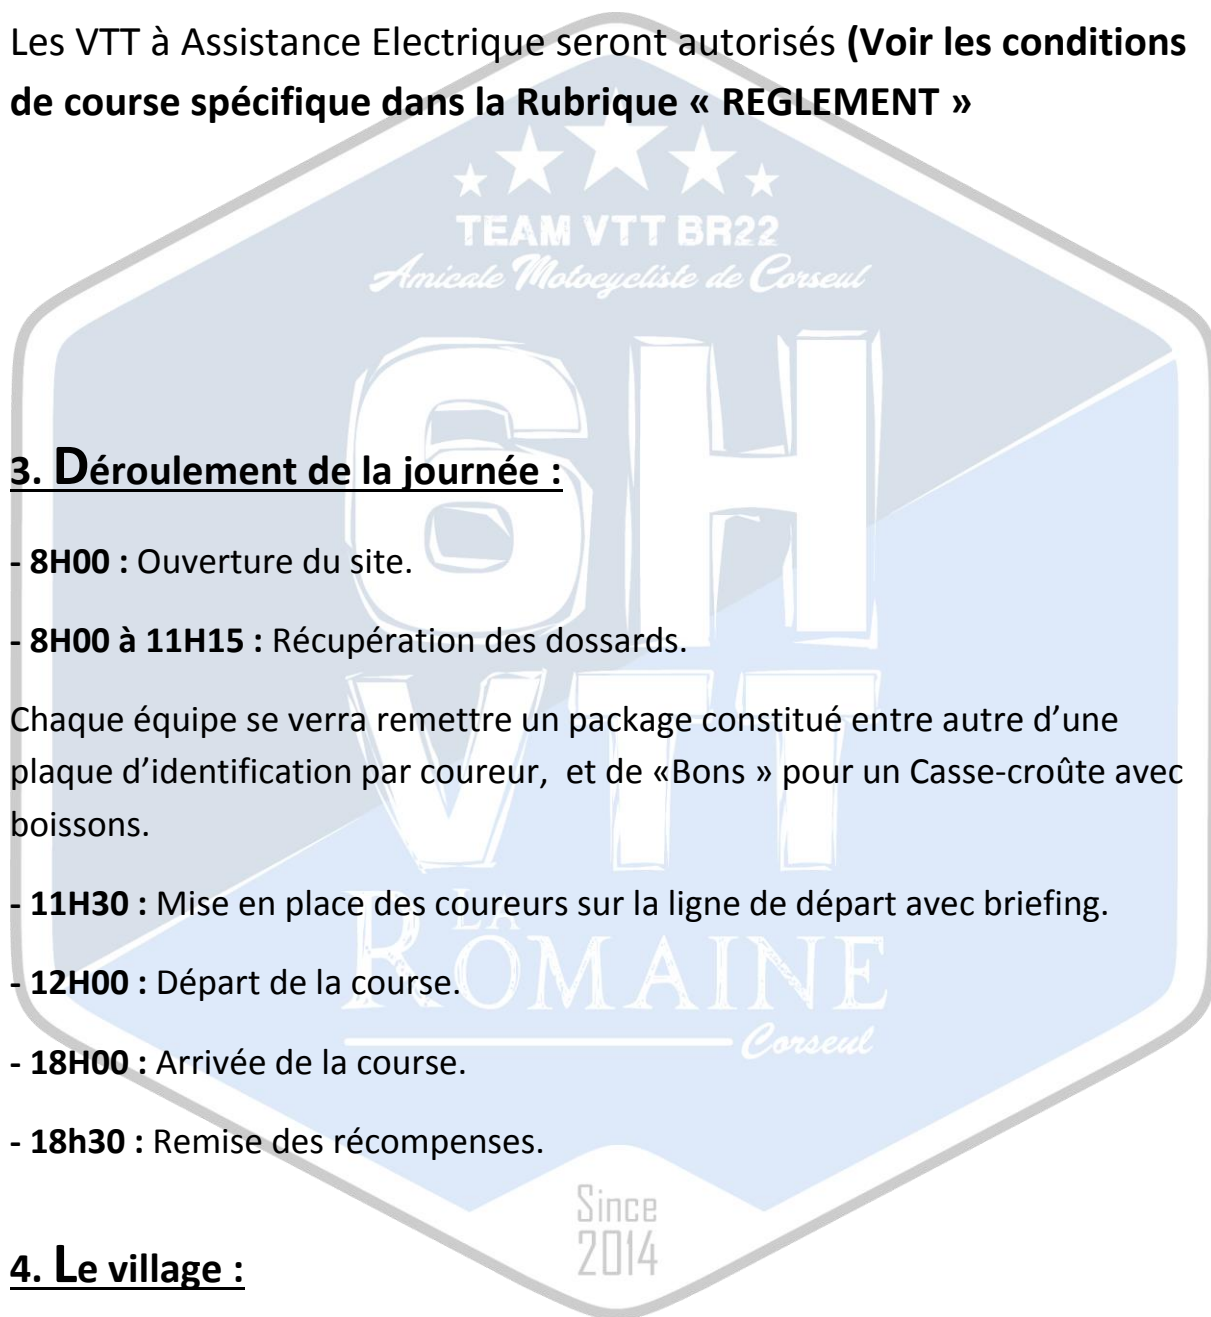 Les VTT à Assistance Electrique seront autorisés (Voir les conditions
de course spécifique dans la Rubrique « REGLEMENT »
TEAM VTT BR22
Amicale Motocycliste de Corseul
6H
3. Déroulement de la journée :
- 8H00 : Ouverture du site.
- 8H00 à 11H15 : Récupération des dossards.
VTT
Chaque équipe se verra remettre un package constitué entre autre d’une
plaque d’identification par coureur, et de «Bons » pour un Casse-croûte avec
boissons.
- 11H30 : Mise en place des coureurs sur la ligne de départ avec briefing.
LA
ROMAINE
- 12H00 : Départ de la course.
Corseul
- 18H00 : Arrivée de la course.
- 18h30 : Remise des récompenses.
Since
2014
4. Le village :